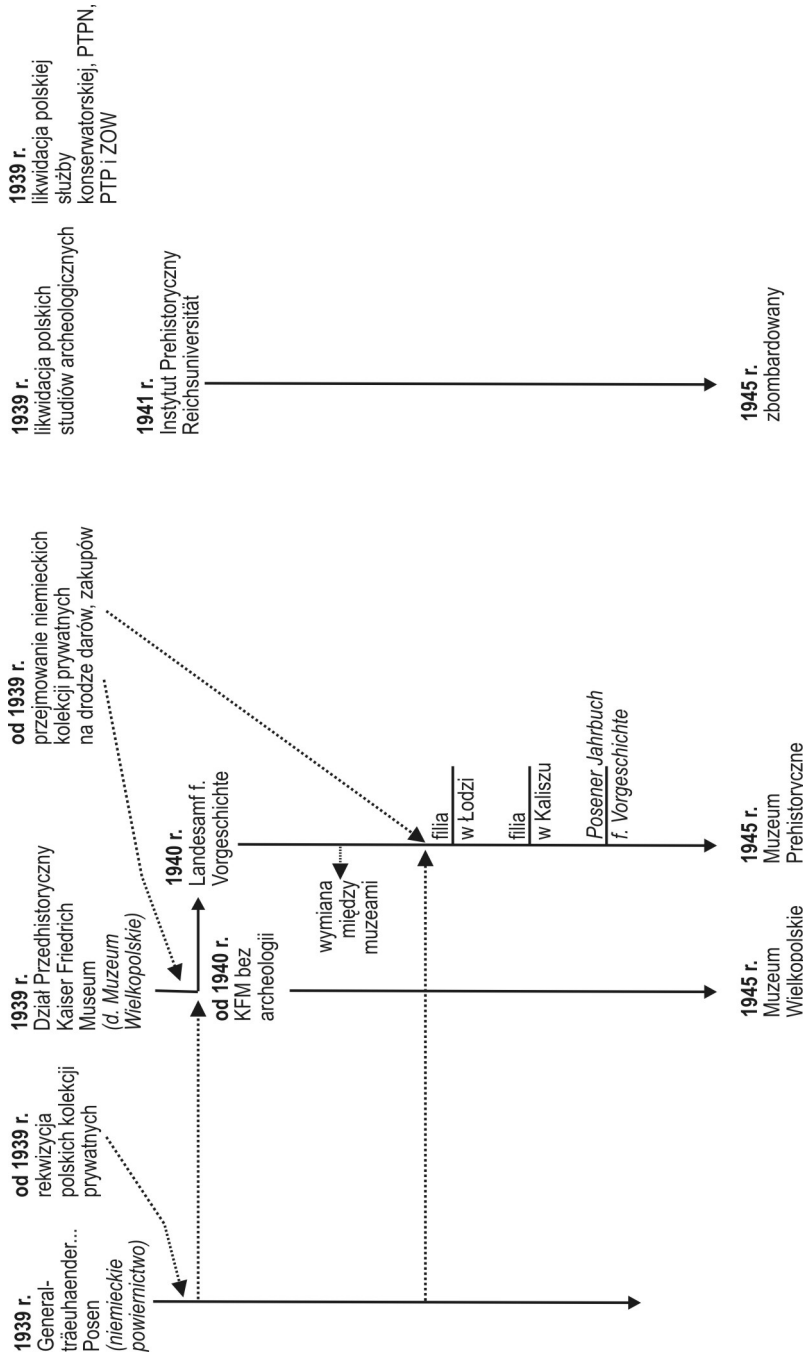 1939 r.
General-
träeuhaender...
Posen
(niemieckie
powiernictwo)
od 1939 r.
rekwizycja
polskich kolekcji
prywatnych
1939 r.
Dział Przedhistoryczny
Kaiser Friedrich
Museum
(d. Muzeum
Wielkopolskie)
od 1939 r.
przejmowanie niemieckich
kolekcji prywatnych
na drodze darów, zakupów
1939 r.
likwidacja polskich
studiów archeologicznych
1939 r.
likwidacja polskiej
służby
konserwatorskiej, PTPN,
PTP i ZOW
1941 r.
Instytut Prehistoryczny
Reichsuniversität
1940 r.
Landesamf f.
Vorgeschichte
od 1940 r.
KFM bez
archeologii
wymiana
między
muzeami
filia
w Łodzi
filia
w Kaliszu
Posener Jahrbuch
f. Vorgeschichte
1945 r.
Muzeum
Wielkopolskie
1945 r.
Muzeum
Prehistoryczne
1945 r.
zbombardowany